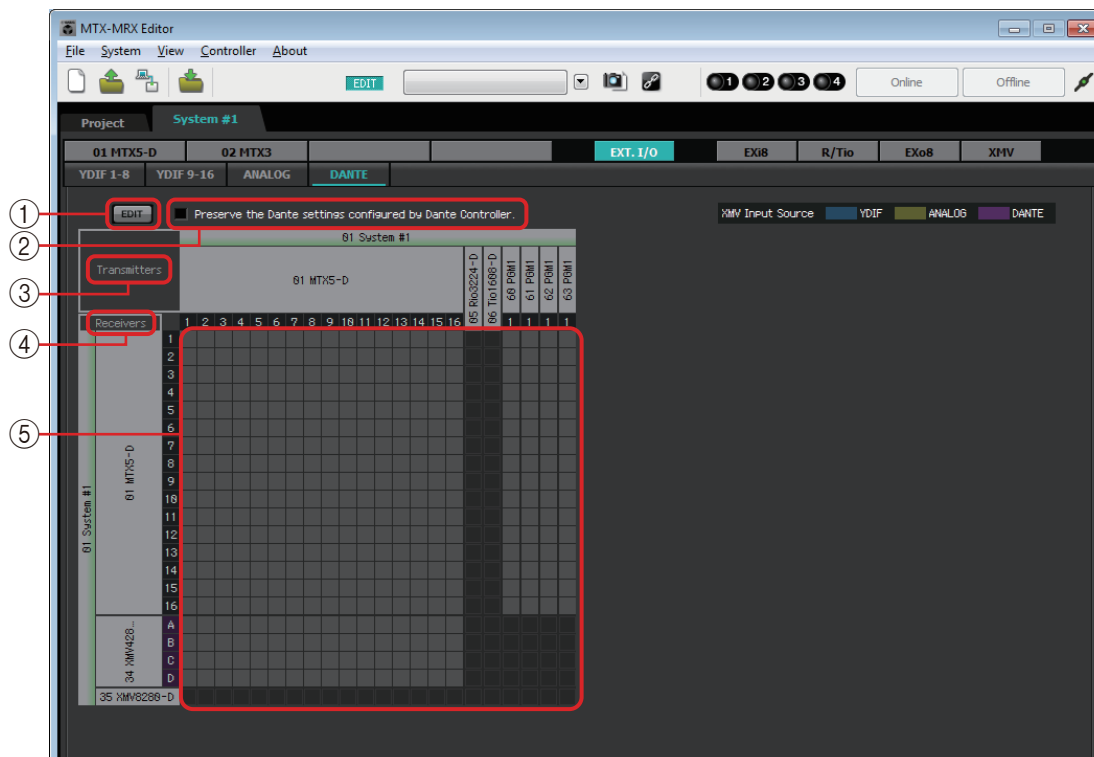 MTX-MRX Editor
File System View Controller About
EDIT 1 2 3 4 Online Offline
Project System #1
01 MTX5-D 02 MTX3 EXT. I/O EXi8 R/Tio EXo8 XMV
YDIF 1-8 YDIF 9-16 ANALOG DANTE
① EDIT Preserve the Dante settings configured by Dante Controller. XMV Input Source YDIF ANALOG DANTE
②
01 System #1
③ Transmitters 01 MTX5-D 05 Rio3224-D 06 Tio1608-D 60 PGM1 61 PGM1 62 PGM1 63 PGM1
④ Receivers 1 2 3 4 5 6 7 8 9 10 11 12 13 14 15 16 1 1 1 1
⑤
01 System #1
01 MTX5-D
1
2
3
4
5
6
7
8
9
10
11
12
13
14
15
16
34 XMV428...
A
B
C
D
35 XMV8280-D